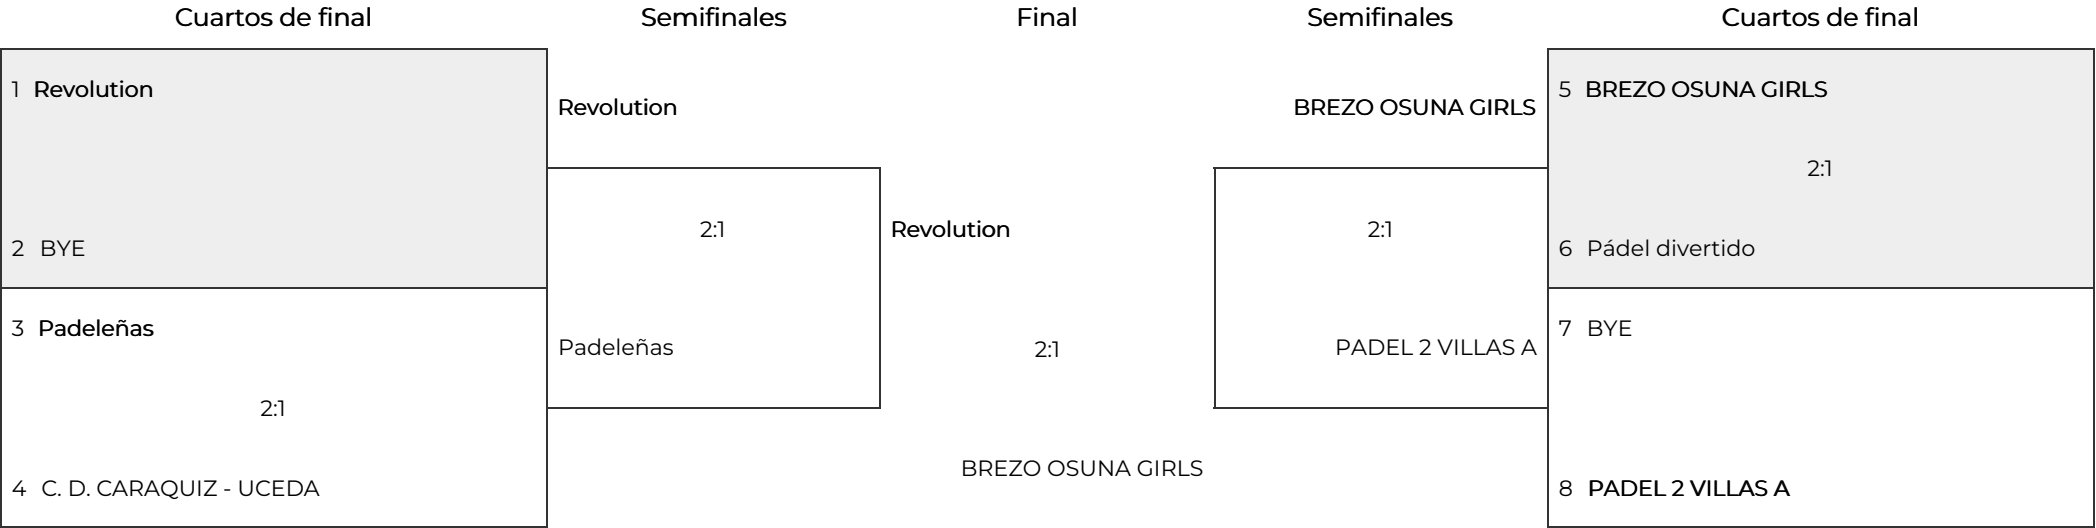 Cuartos de final
Semifinales
Final
Semifinales
Cuartos de final
1 Revolution
2 BYE
3 Padeleñas
2:1
4 C. D. CARAQUIZ - UCEDA
Revolution
2:1
Padeleñas
Revolution
2:1
BREZO OSUNA GIRLS
BREZO OSUNA GIRLS
2:1
PADEL 2 VILLAS A
5 BREZO OSUNA GIRLS
2:1
6 Pádel divertido
7 BYE
8 PADEL 2 VILLAS A